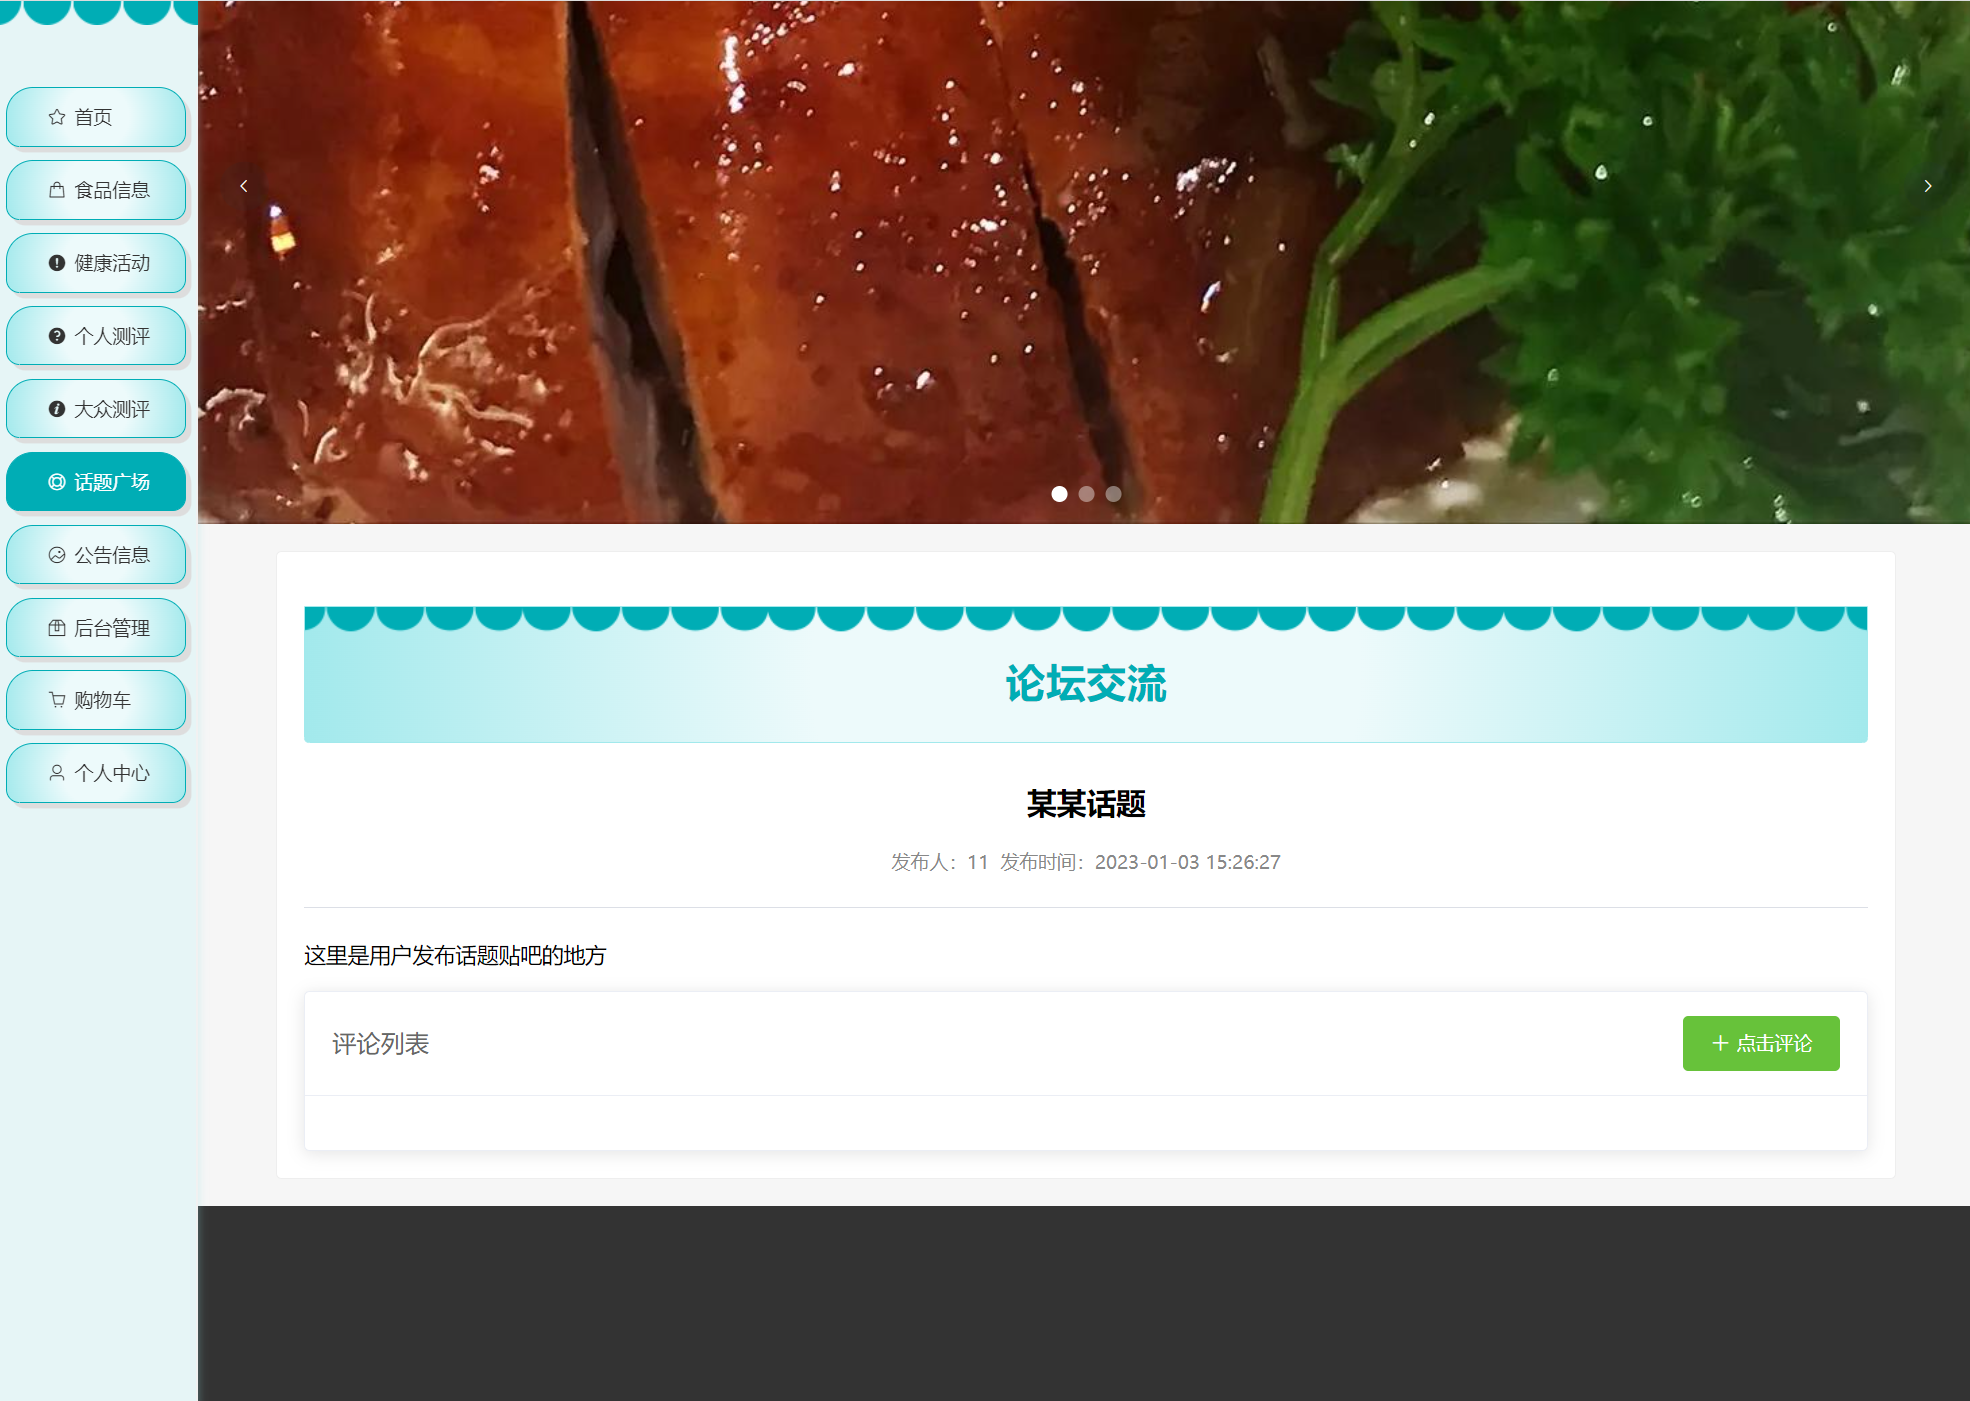 首页
食品信息
健康活动
个人测评
大众测评
话题广场
公告信息
后台管理
购物车
个人中心
论坛交流
某某话题
发布人：11 发布时间：2023-01-03 15:26:27
这里是用户发布话题贴吧的地方
评论列表
点击评论